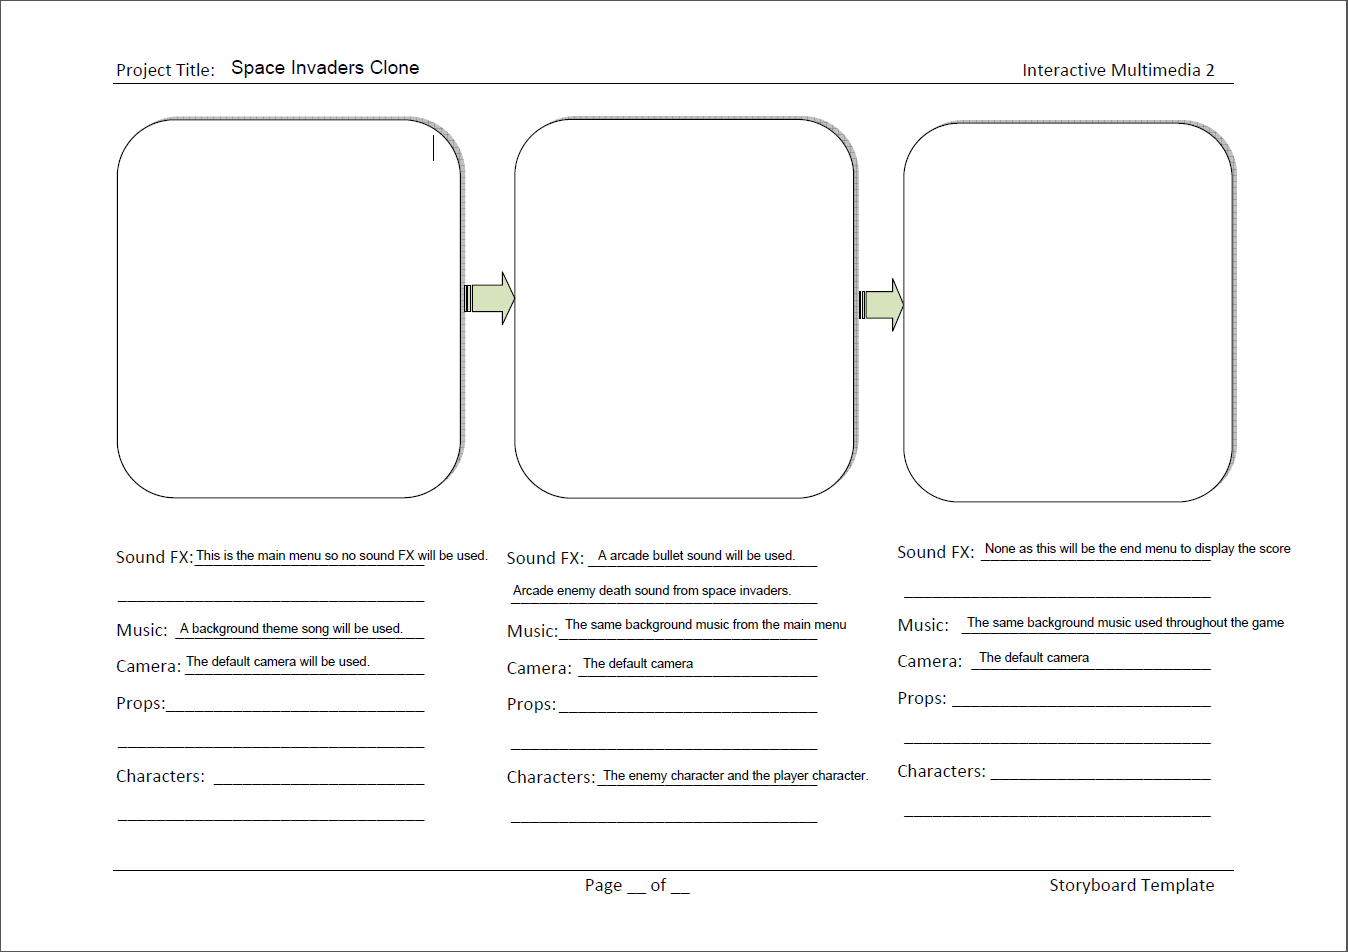 Project Title: Space Invaders Clone Interactive Multimedia 2
Sound FX: This is the main menu so no sound FX will be used.
Music: A background theme song will be used.
Camera: The default camera will be used.
Props:
Characters:
Sound FX: A arcade bullet sound will be used.
Arcade enemy death sound from space invaders.
Music: The same background music from the main menu
Camera: The default camera
Props:
Characters: The enemy character and the player character.
Sound FX: None as this will be the end menu to display the score
Music: The same background music used throughout the game
Camera: The default camera
Props:
Characters:
Page __ of __ Storyboard Template